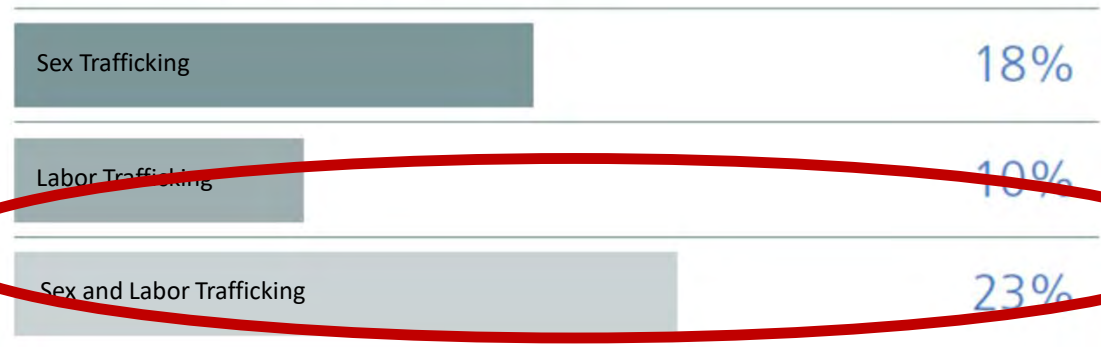 Sex Trafficking 18%
Labor Trafficking 10%
Sex and Labor Trafficking 23%